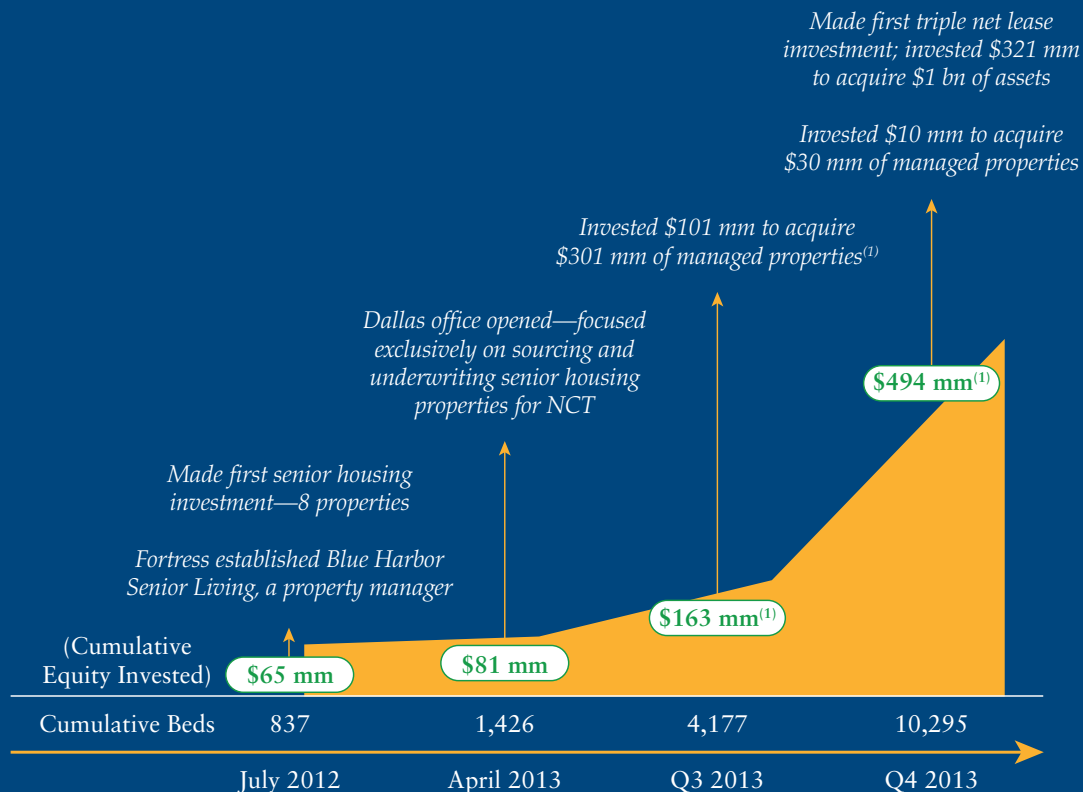 Made first triple net lease
imvestment; invested $321 mm
to acquire $1 bn of assets
Invested $10 mm to acquire
$30 mm of managed properties
Invested $101 mm to acquire
$301 mm of managed properties(1)
Dallas office opened—focused
exclusively on sourcing and
underwriting senior housing
properties for NCT
Made first senior housing
investment—8 properties
Fortress established Blue Harbor
Senior Living, a property manager
(Cumulative
Equity Invested)
$65 mm
$81 mm
$163 mm(1)
$494 mm(1)
Cumulative Beds 837 1,426 4,177 10,295
July 2012 April 2013 Q3 2013 Q4 2013